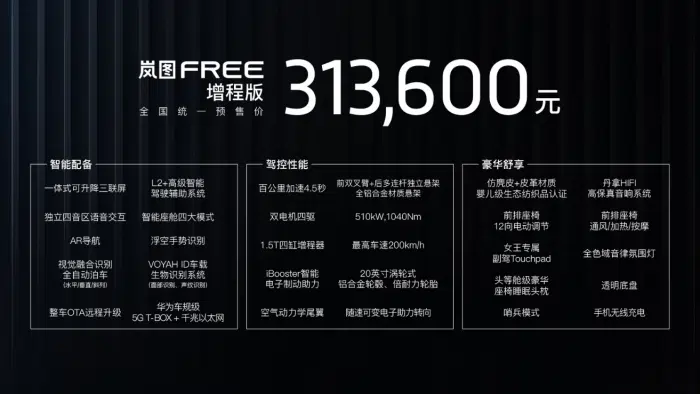 岚图FREE
增程版
全国统一预售价
313,600元
智能配备
一体式可升降三联屏
L2+高级智能
驾驶辅助系统
独立四音区语音交互
智能座舱四大模式
AR导航
浮空手势识别
视觉融合识别
全自动泊车
(水平/垂直/斜列)
VOYAH ID车载
生物识别系统
(面部识别、声纹识别)
整车OTA远程升级
华为车规级
5G T-BOX + 千兆以太网
驾控性能
百公里加速4.5秒
前双叉臂+后多连杆独立悬架
全铝合金材质悬架
双电机四驱
510kW,1040Nm
1.5T四缸增程器
最高车速200km/h
iBooster智能
电子制动助力
20英寸涡轮式
铝合金轮毂、倍耐力轮胎
空气动力学尾翼
随速可变电子助力转向
豪华舒享
仿麂皮+皮革材质
婴儿级生态纺织品认证
丹拿HIFI
高保真音响系统
前排座椅
12向电动调节
前排座椅
通风/加热/按摩
女王专属
副驾Touchpad
全色域音律氛围灯
头等舱级豪华
座椅睡眠头枕
透明底盘
哨兵模式
手机无线充电